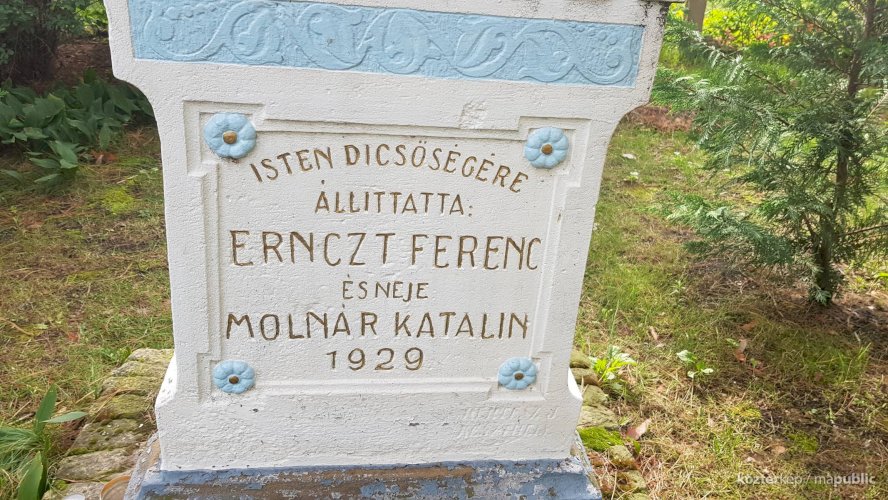 ISTEN DICSŐSÉGÉRE
ÁLLITTATTA:
ERNCZT FERENC
ÉS NEJE
MOLNÁR KATALIN
1929
köztérkép / mapublic